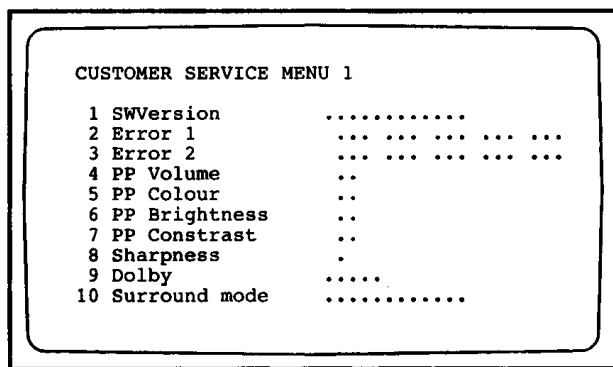 CUSTOMER SERVICE MENU 1
1 SWVersion .............
2 Error 1 ... ... ... ... ...
3 Error 2 ... ... ... ... ...
4 PP Volume ..
5 PP Colour ..
6 PP Brightness ..
7 PP Constrast ..
8 Sharpness .
9 Dolby .....
10 Surround mode .............